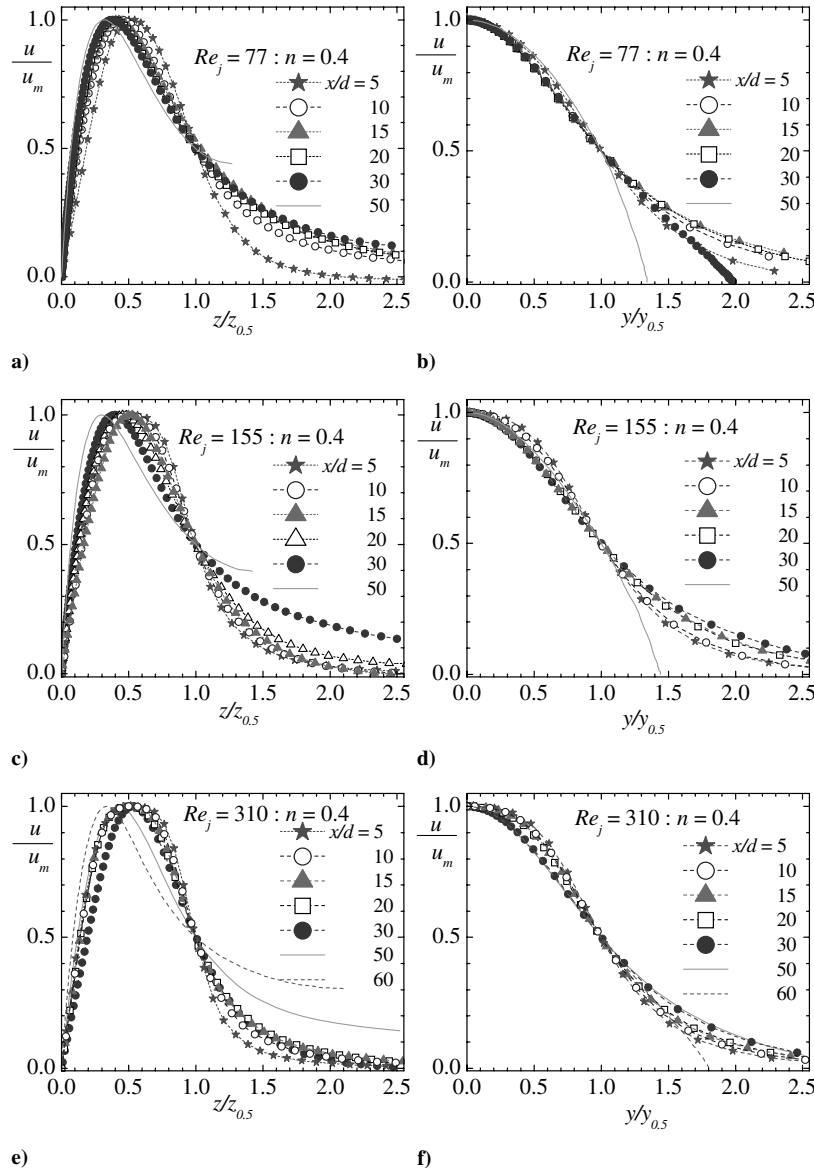 1.0
u
u_m
0.5
0.0
Re_j = 77 : n = 0.4
x/d = 5
10
15
20
30
50
0.0 0.5 1.0 1.5 2.0 2.5
z/z_0.5
a)
1.0
u
u_m
0.5
0.0
Re_j = 77 : n = 0.4
x/d = 5
10
15
20
30
50
0.0 0.5 1.0 1.5 2.0 2.5
y/y_0.5
b)
1.0
u
u_m
0.5
0.0
Re_j = 155 : n = 0.4
x/d = 5
10
15
20
30
50
0.0 0.5 1.0 1.5 2.0 2.5
z/z_0.5
c)
1.0
u
u_m
0.5
0.0
Re_j = 155 : n = 0.4
x/d = 5
10
15
20
30
50
0.0 0.5 1.0 1.5 2.0 2.5
y/y_0.5
d)
1.0
u
u_m
0.5
0.0
Re_j = 310 : n = 0.4
x/d = 5
10
15
20
30
50
60
0.0 0.5 1.0 1.5 2.0 2.5
z/z_0.5
e)
1.0
u
u_m
0.5
0.0
Re_j = 310 : n = 0.4
x/d = 5
10
15
20
30
50
60
0.0 0.5 1.0 1.5 2.0 2.5
y/y_0.5
f)